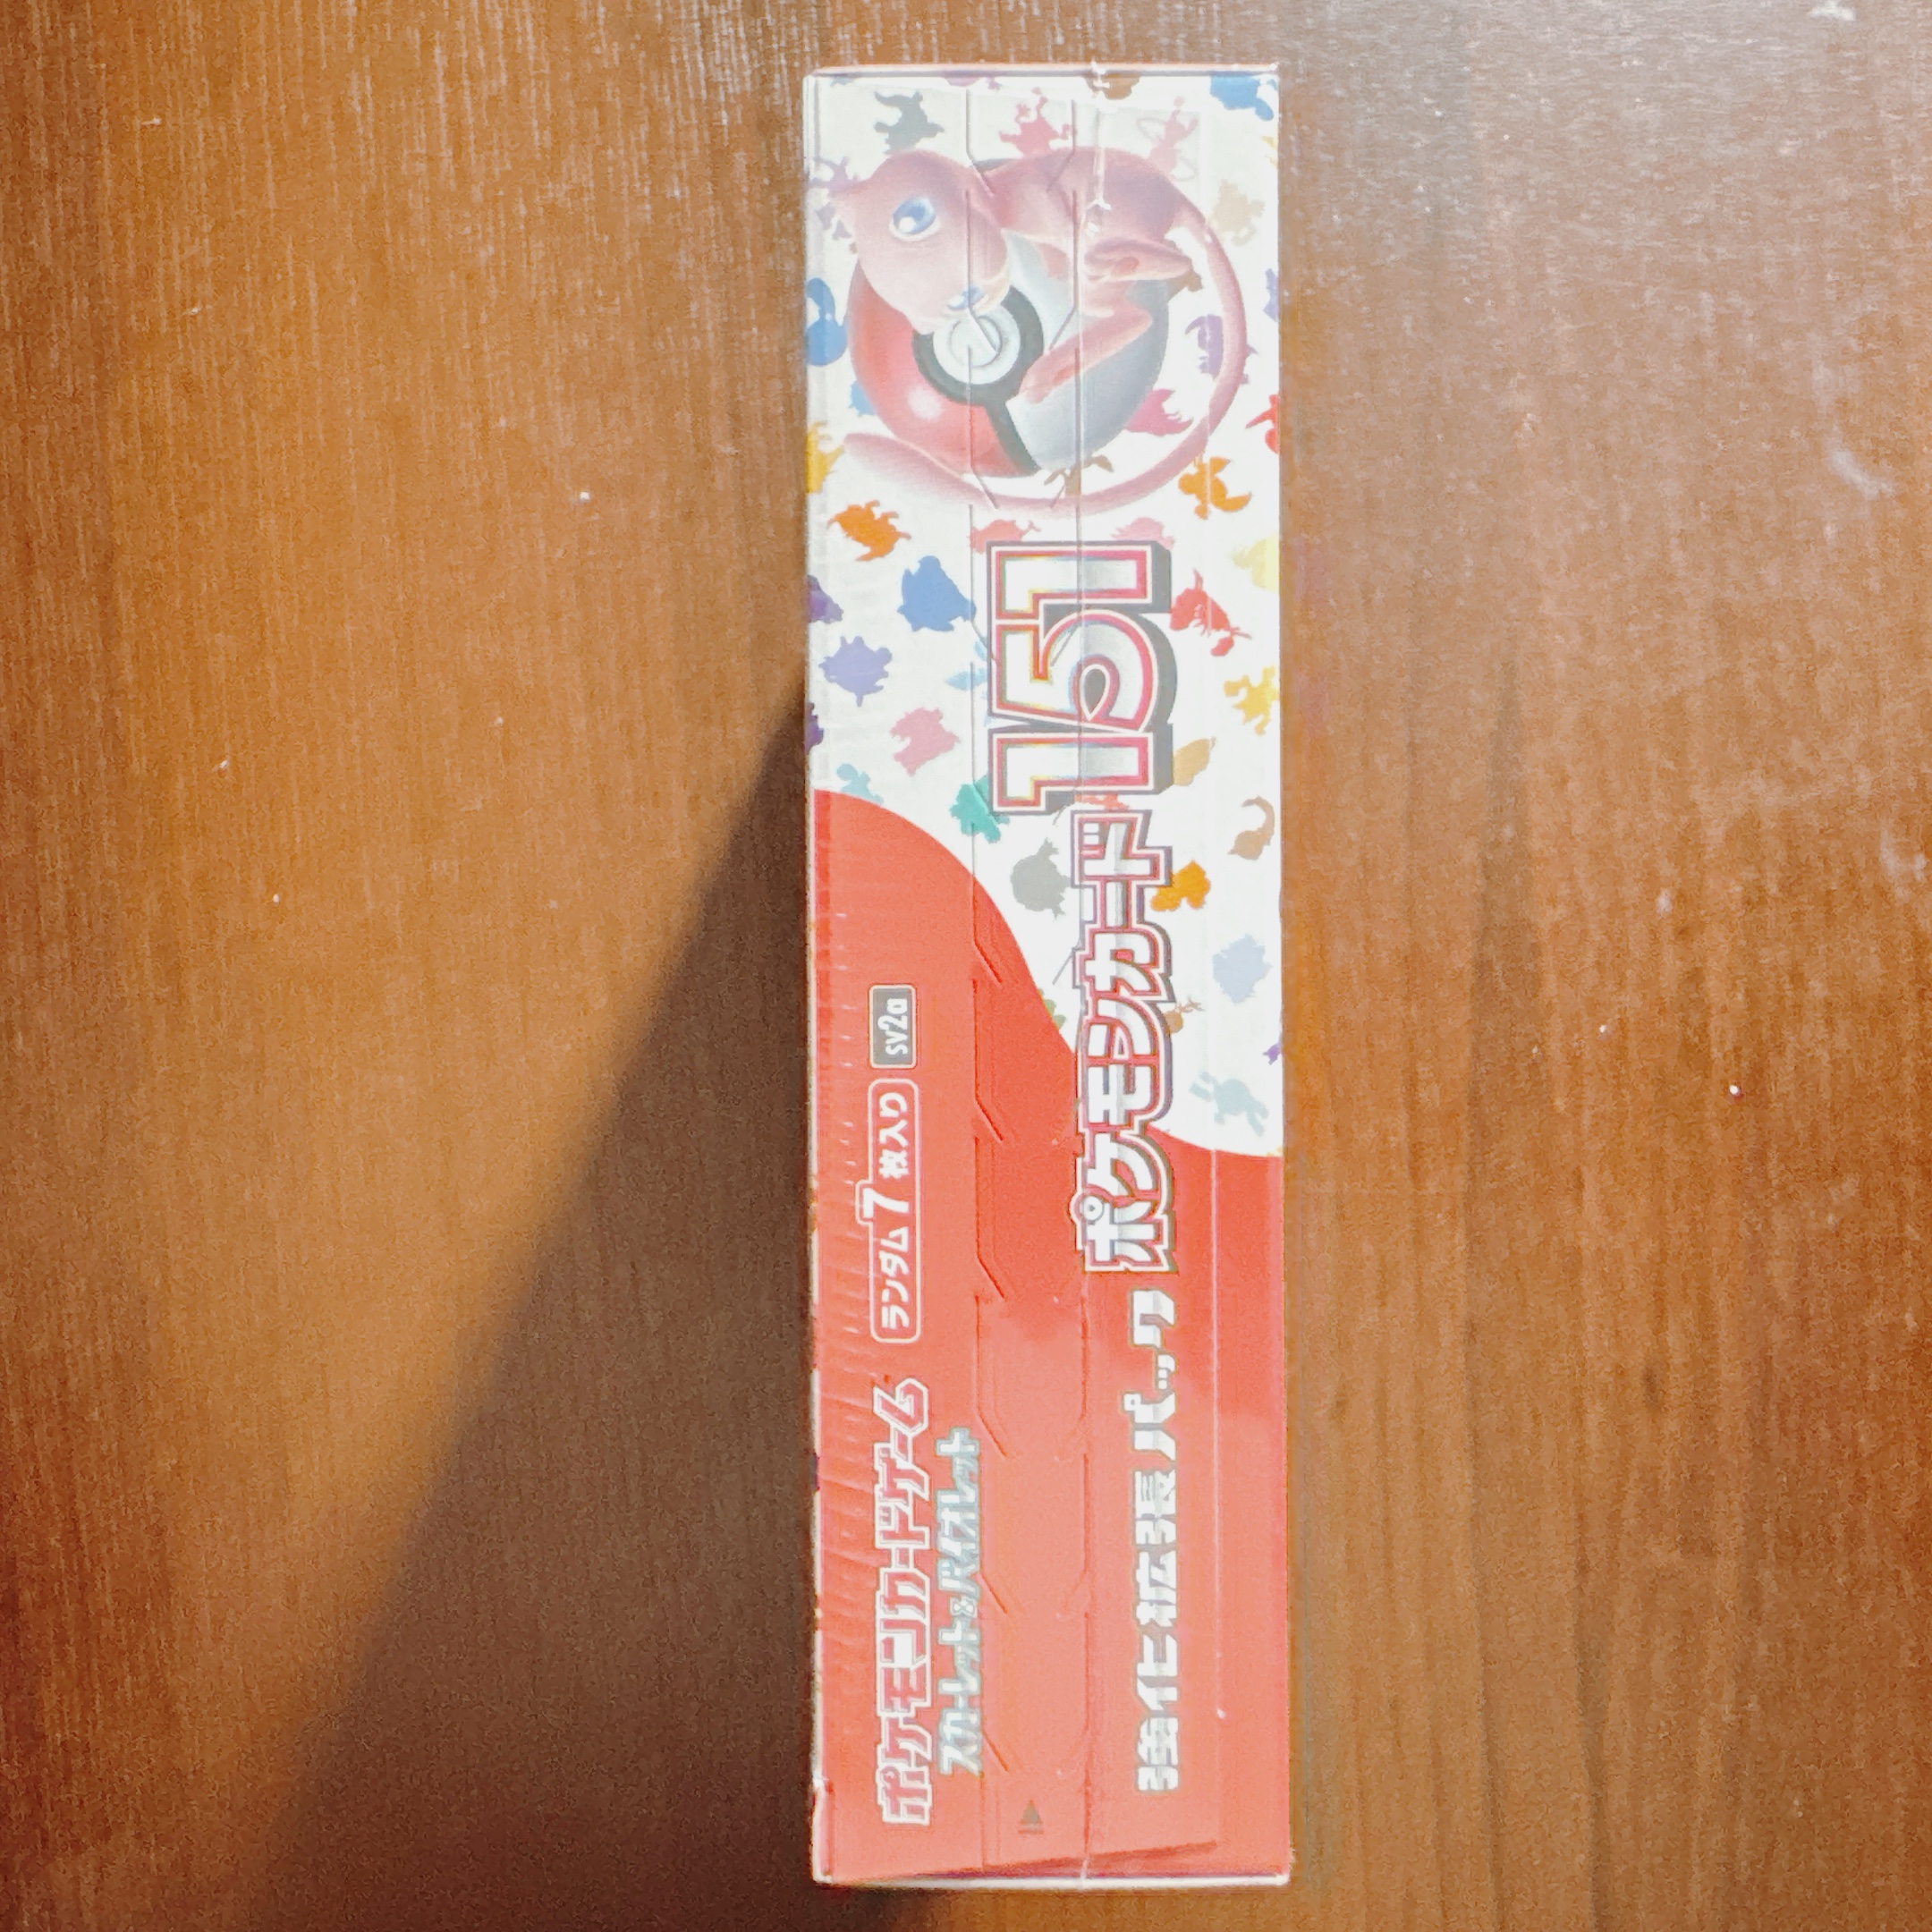 ポケモンカードゲーム
スカーレット&バイオレット
ランダム7枚入り
sv2a
強化拡張パック
ポケモンカード151